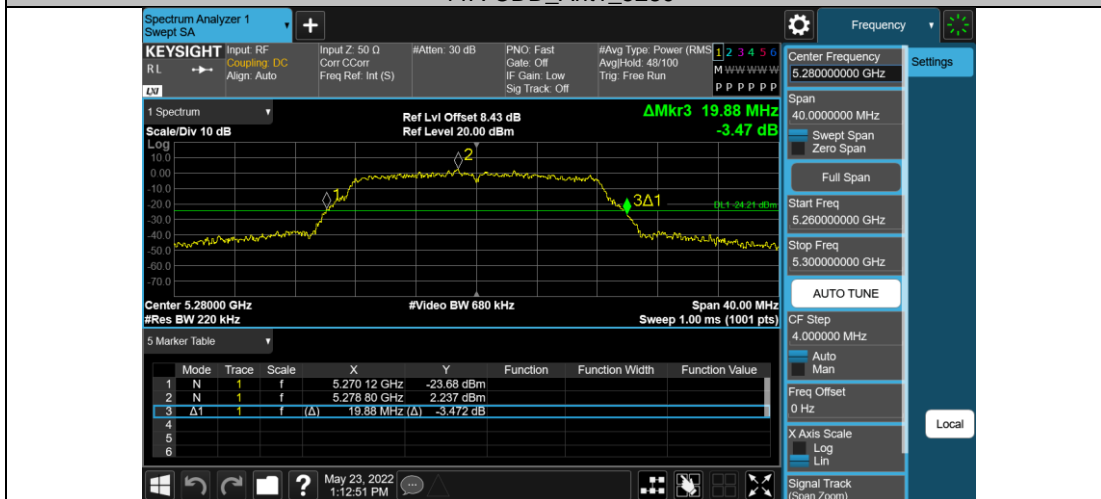 Spectrum Analyzer 1
Swept SA
+
Frequency
KEYSIGHT
RL
LXI
Input: RF
Coupling: DC
Align: Auto
Input Z: 50 Ω
Corr CCorr
Freq Ref: Int (S)
#Atten: 30 dB
PNO: Fast
Gate: Off
IF Gain: Low
Sig Track: Off
#Avg Type: Power (RMS
Avg|Hold: 48/100
Trig: Free Run
1 2 3 4 5 6
M W W W W W
P P P P P P
1 Spectrum
Scale/Div 10 dB
Ref Lvl Offset 8.43 dB
Ref Level 20.00 dBm
ΔMkr3 19.88 MHz
-3.47 dB
Log
10.0
0.00
-10.0
-20.0
-30.0
-40.0
-50.0
-60.0
-70.0
1
2
3Δ1
DL1 -24.21 dBm
Center 5.28000 GHz
#Video BW 680 kHz
Span 40.00 MHz
#Res BW 220 kHz
Sweep 1.00 ms (1001 pts)
5 Marker Table
Mode Trace Scale X Y Function Function Width Function Value
1 N 1 f 5.270 12 GHz -23.68 dBm
2 N 1 f 5.278 80 GHz 2.237 dBm
3 Δ1 1 f (Δ) 19.88 MHz (Δ) -3.472 dB
4
5
6
?
May 23, 2022
1:12:51 PM
Center Frequency
5.280000000 GHz
Settings
Span
40.0000000 MHz
Swept Span
Zero Span
Full Span
Start Freq
5.260000000 GHz
Stop Freq
5.300000000 GHz
AUTO TUNE
CF Step
4.000000 MHz
Auto
Man
Freq Offset
0 Hz
X Axis Scale
Log
Lin
Local
Signal Track
(Span Zoom)